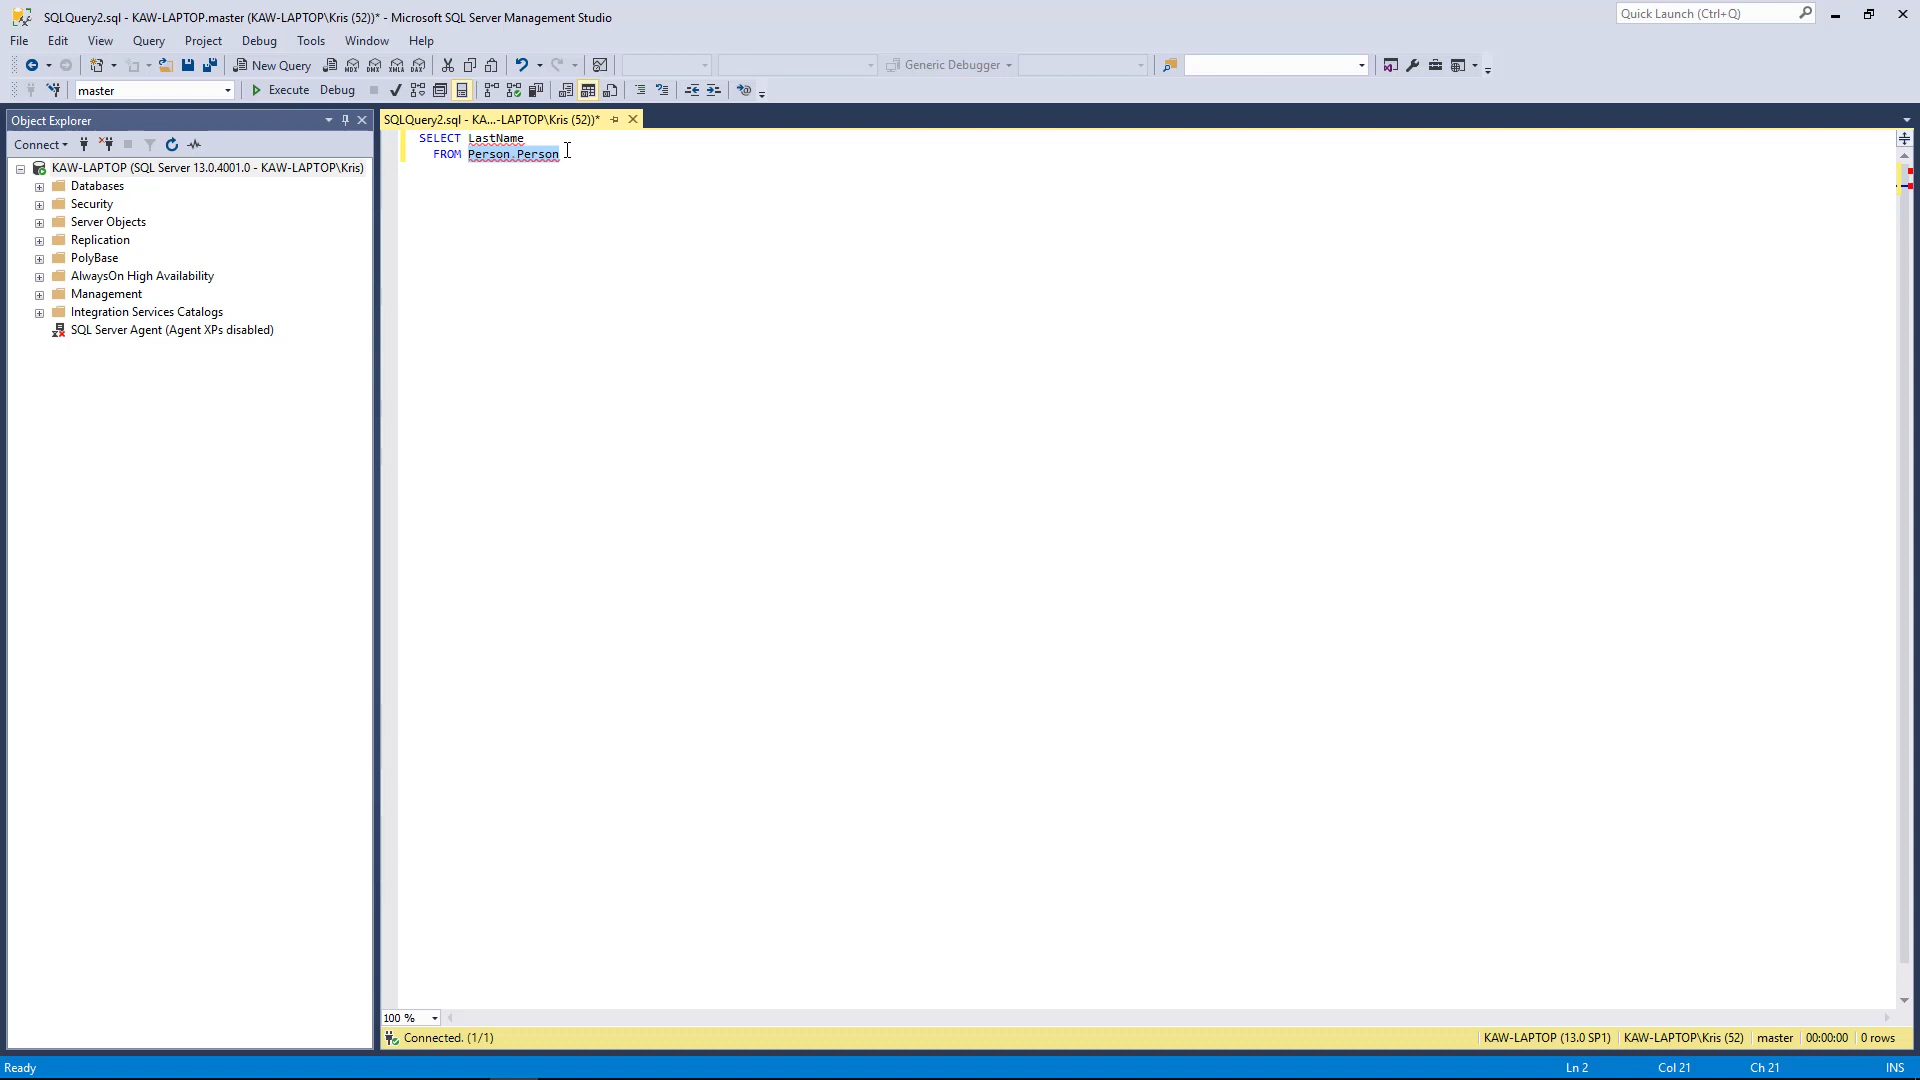 SQLQuery2.sql - KAW-LAPTOP.master (KAW-LAPTOP\Kris (52))* - Microsoft SQL Server Management Studio
Quick Launch (Ctrl+Q)
File Edit View Query Project Debug Tools Window Help
New Query
Generic Debugger
master
Execute Debug
Object Explorer
SQLQuery2.sql - KA...-LAPTOP\Kris (52))*
Connect
SELECT LastName
FROM Person.Person
KAW-LAPTOP (SQL Server 13.0.4001.0 - KAW-LAPTOP\Kris)
Databases
Security
Server Objects
Replication
PolyBase
AlwaysOn High Availability
Management
Integration Services Catalogs
SQL Server Agent (Agent XPs disabled)
100 %
Connected. (1/1)
KAW-LAPTOP (13.0 SP1) KAW-LAPTOP\Kris (52) master 00:00:00 0 rows
Ready
Ln 2 Col 21 Ch 21 INS